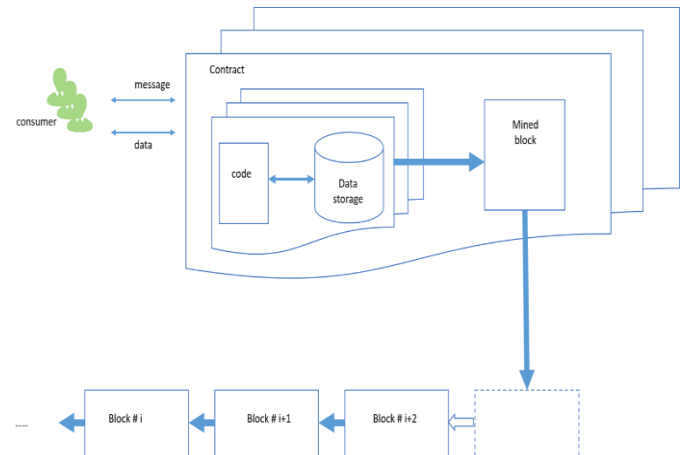 Contract
message
consumer
data
code
Data
storage
Mined
block
.....
Block # i
Block # i+1
Block # i+2